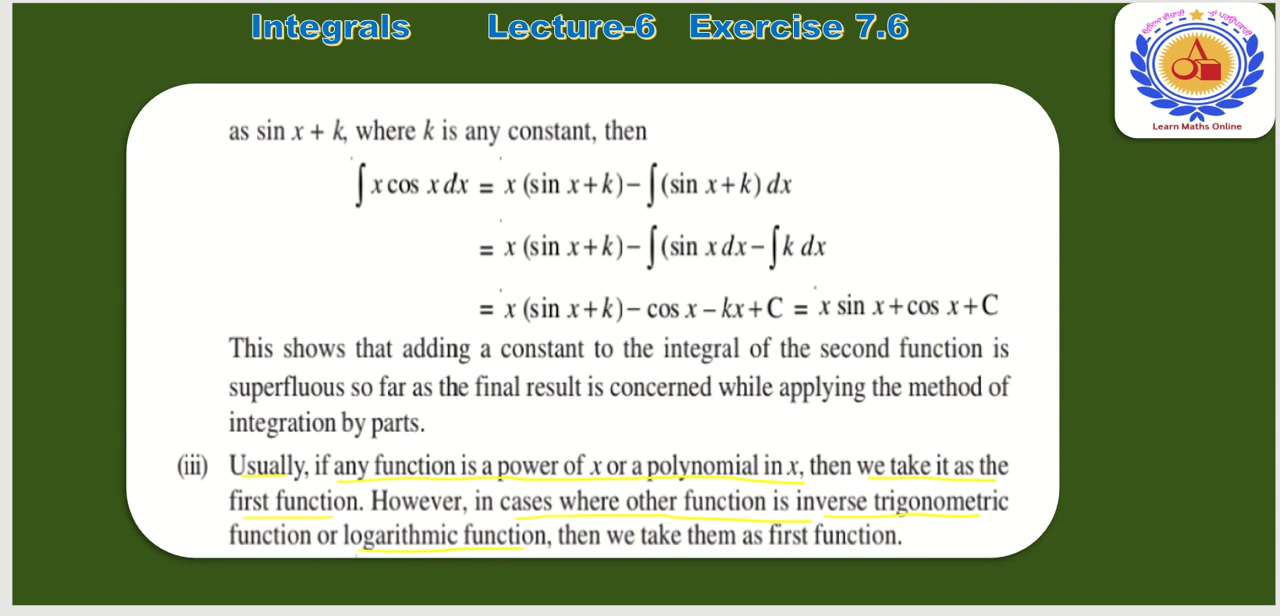 Integrals Lecture-6 Exercise 7.6
Learn Maths Online
as sin x + k, where k is any constant, then
∫ x cos x dx = x (sin x+k)− ∫(sin x+k) dx
= x (sin x+k)− ∫(sin x dx− ∫k dx
= x (sin x+k)− cos x − kx+C = x sin x+cos x+C
This shows that adding a constant to the integral of the second function is
superfluous so far as the final result is concerned while applying the method of
integration by parts.
(iii) Usually, if any function is a power of x or a polynomial in x, then we take it as the
first function. However, in cases where other function is inverse trigonometric
function or logarithmic function, then we take them as first function.